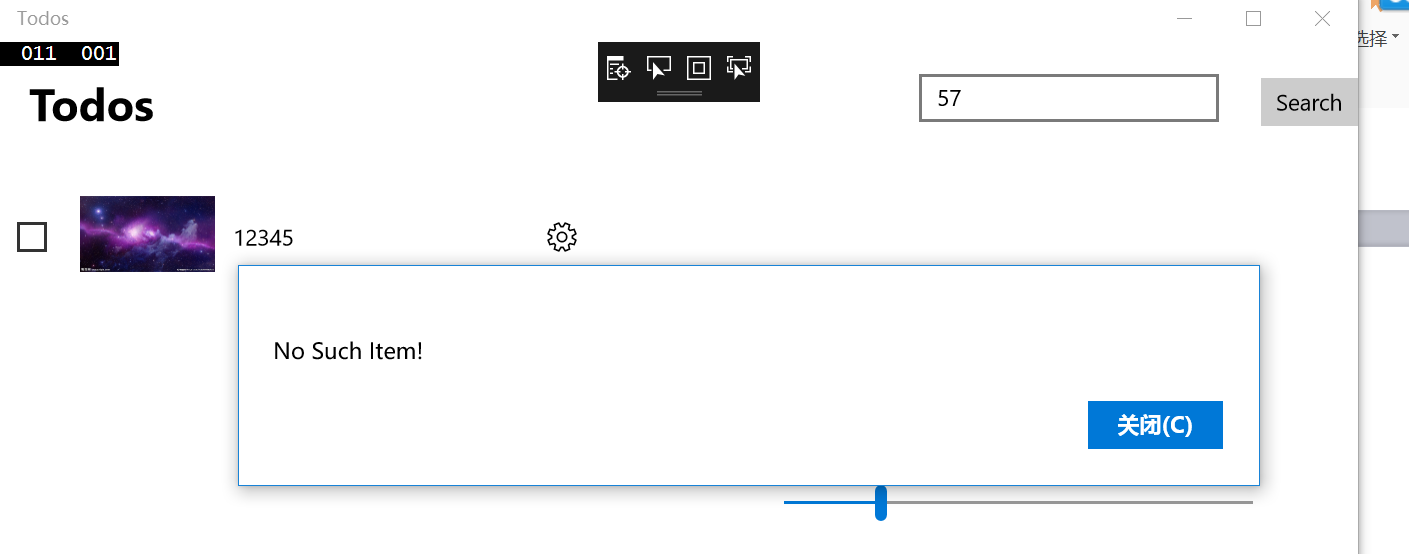 Todos
011 001
选择
Todos
57
Search
12345
No Such Item!
关闭(C)